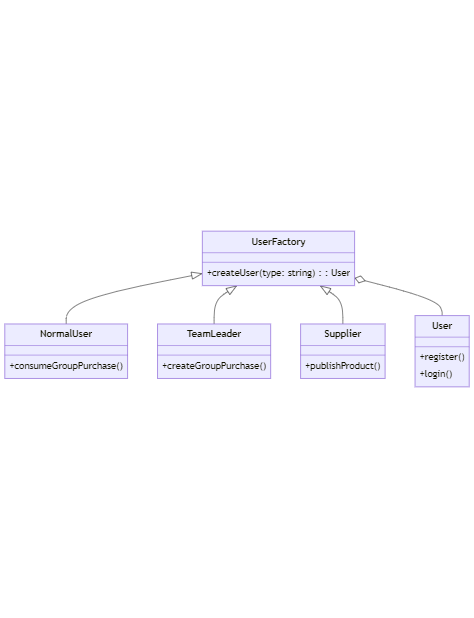 UserFactory
+createUser(type: string) : : User
NormalUser
+consumeGroupPurchase()
TeamLeader
+createGroupPurchase()
Supplier
+publishProduct()
User
+register()
+login()